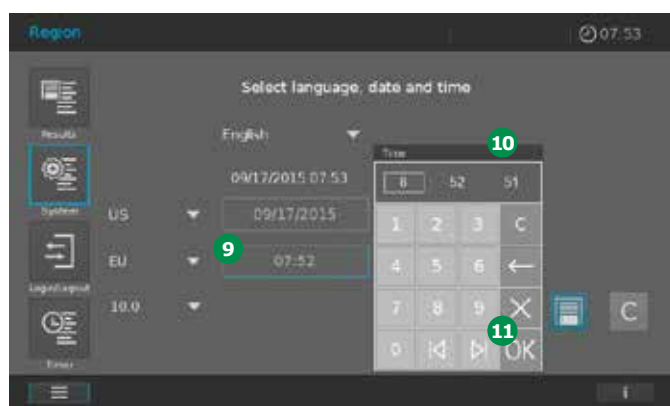 Region
07:53
Select language, date and time
Results
English
10
Time
09/17/2015 07:53
8 52 51
System
US
09/17/2015
1 2 3 C
9
EU
07:52
4 5 6 ←
Login/Logout
10.0
7 8 9 X
11
C
0 OK
Timer
i